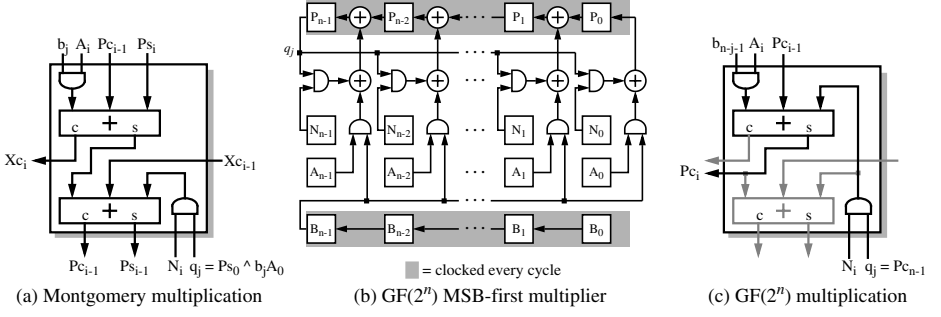 b_j A_i Pc_{i-1} Ps_i
+
c s
Xc_i Xc_{i-1}
+
c s
Pc_{i-1} Ps_{i-1} N_i q_j = Ps_0 ^ b_jA_0
(a) Montgomery multiplication
P_{n-1} + P_{n-2} + · · · · P_1 + P_0
q_j · · ·
+ + · · · + +
N_{n-1} N_{n-2} · · · N_1 N_0
A_{n-1} A_{n-2} · · · A_1 A_0
· · ·
B_{n-1} B_{n-2} · · · · B_1 B_0
= clocked every cycle
(b) GF(2^n) MSB-first multiplier
b_{n-j-1} A_i Pc_{i-1}
+
c s
Pc_i
+
c s
N_i q_j = Pc_{n-1}
(c) GF(2^n) multiplication